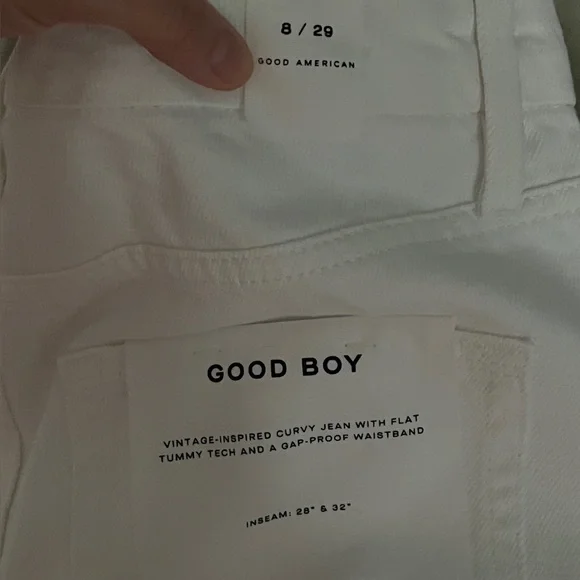 8 / 29
GOOD AMERICAN
GOOD BOY
VINTAGE-INSPIRED CURVY JEAN WITH FLAT
TUMMY TECH AND A GAP-PROOF WAISTBAND
INSEAM: 28" & 32"